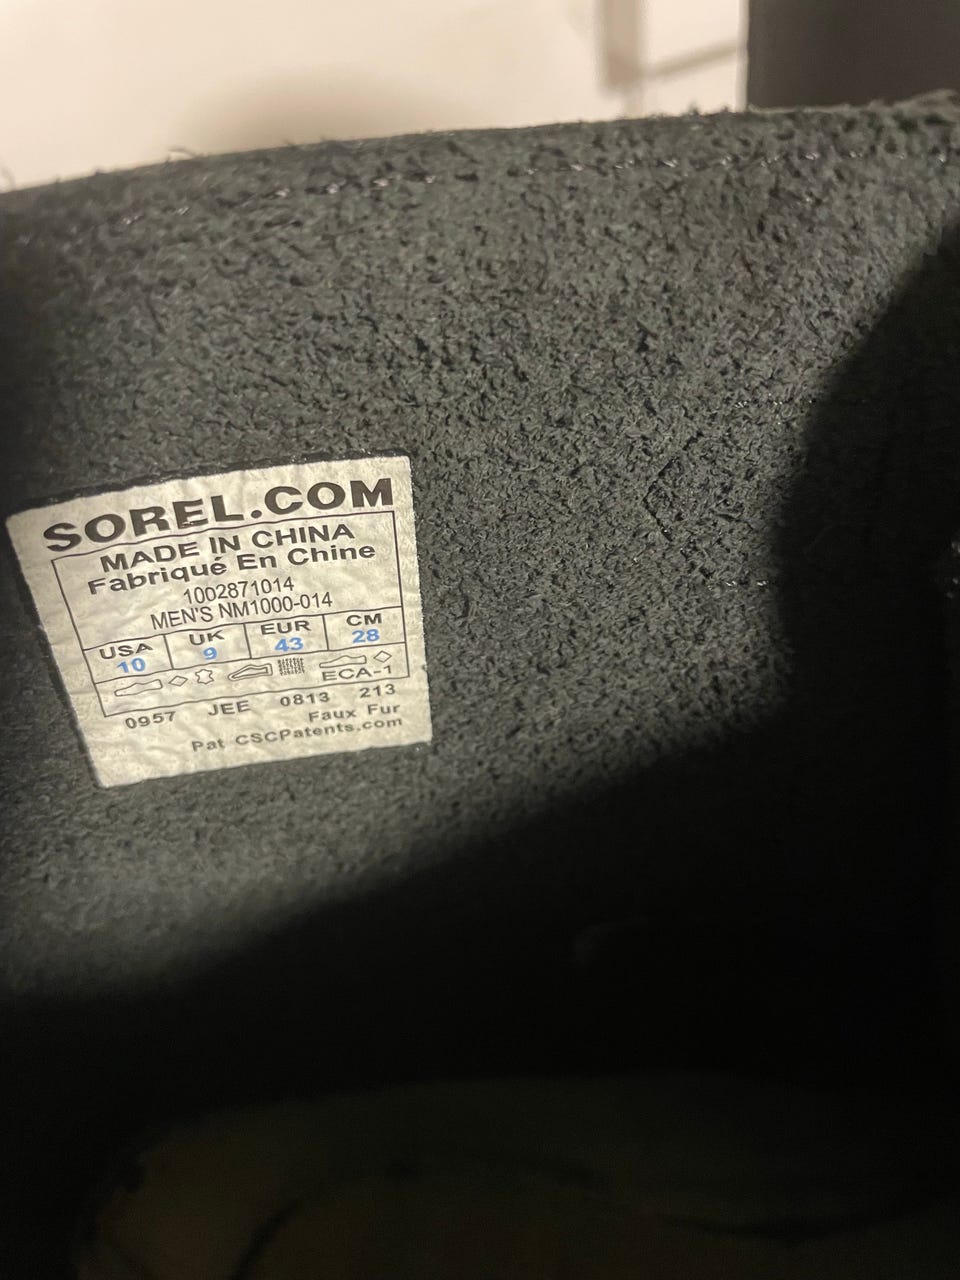 SOREL.COM
MADE IN CHINA
Fabriqué En Chine
1002871014
MEN'S NM1000-014
USA UK EUR CM
10 9 43 28
ECA-1
0957 JEE 0813 213
Faux Fur
Pat CSCPatents.com